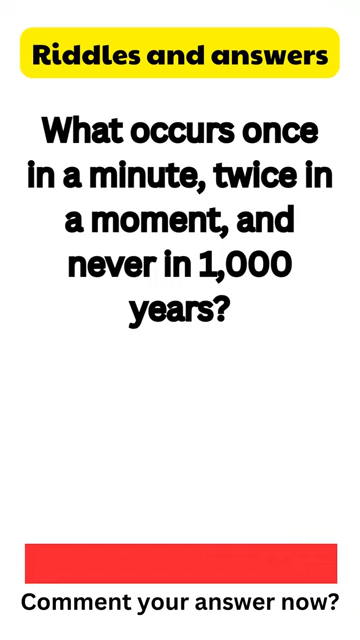 Riddles and answers
What occurs once
in a minute, twice in
a moment, and
never in 1,000
years?
Comment your answer now?